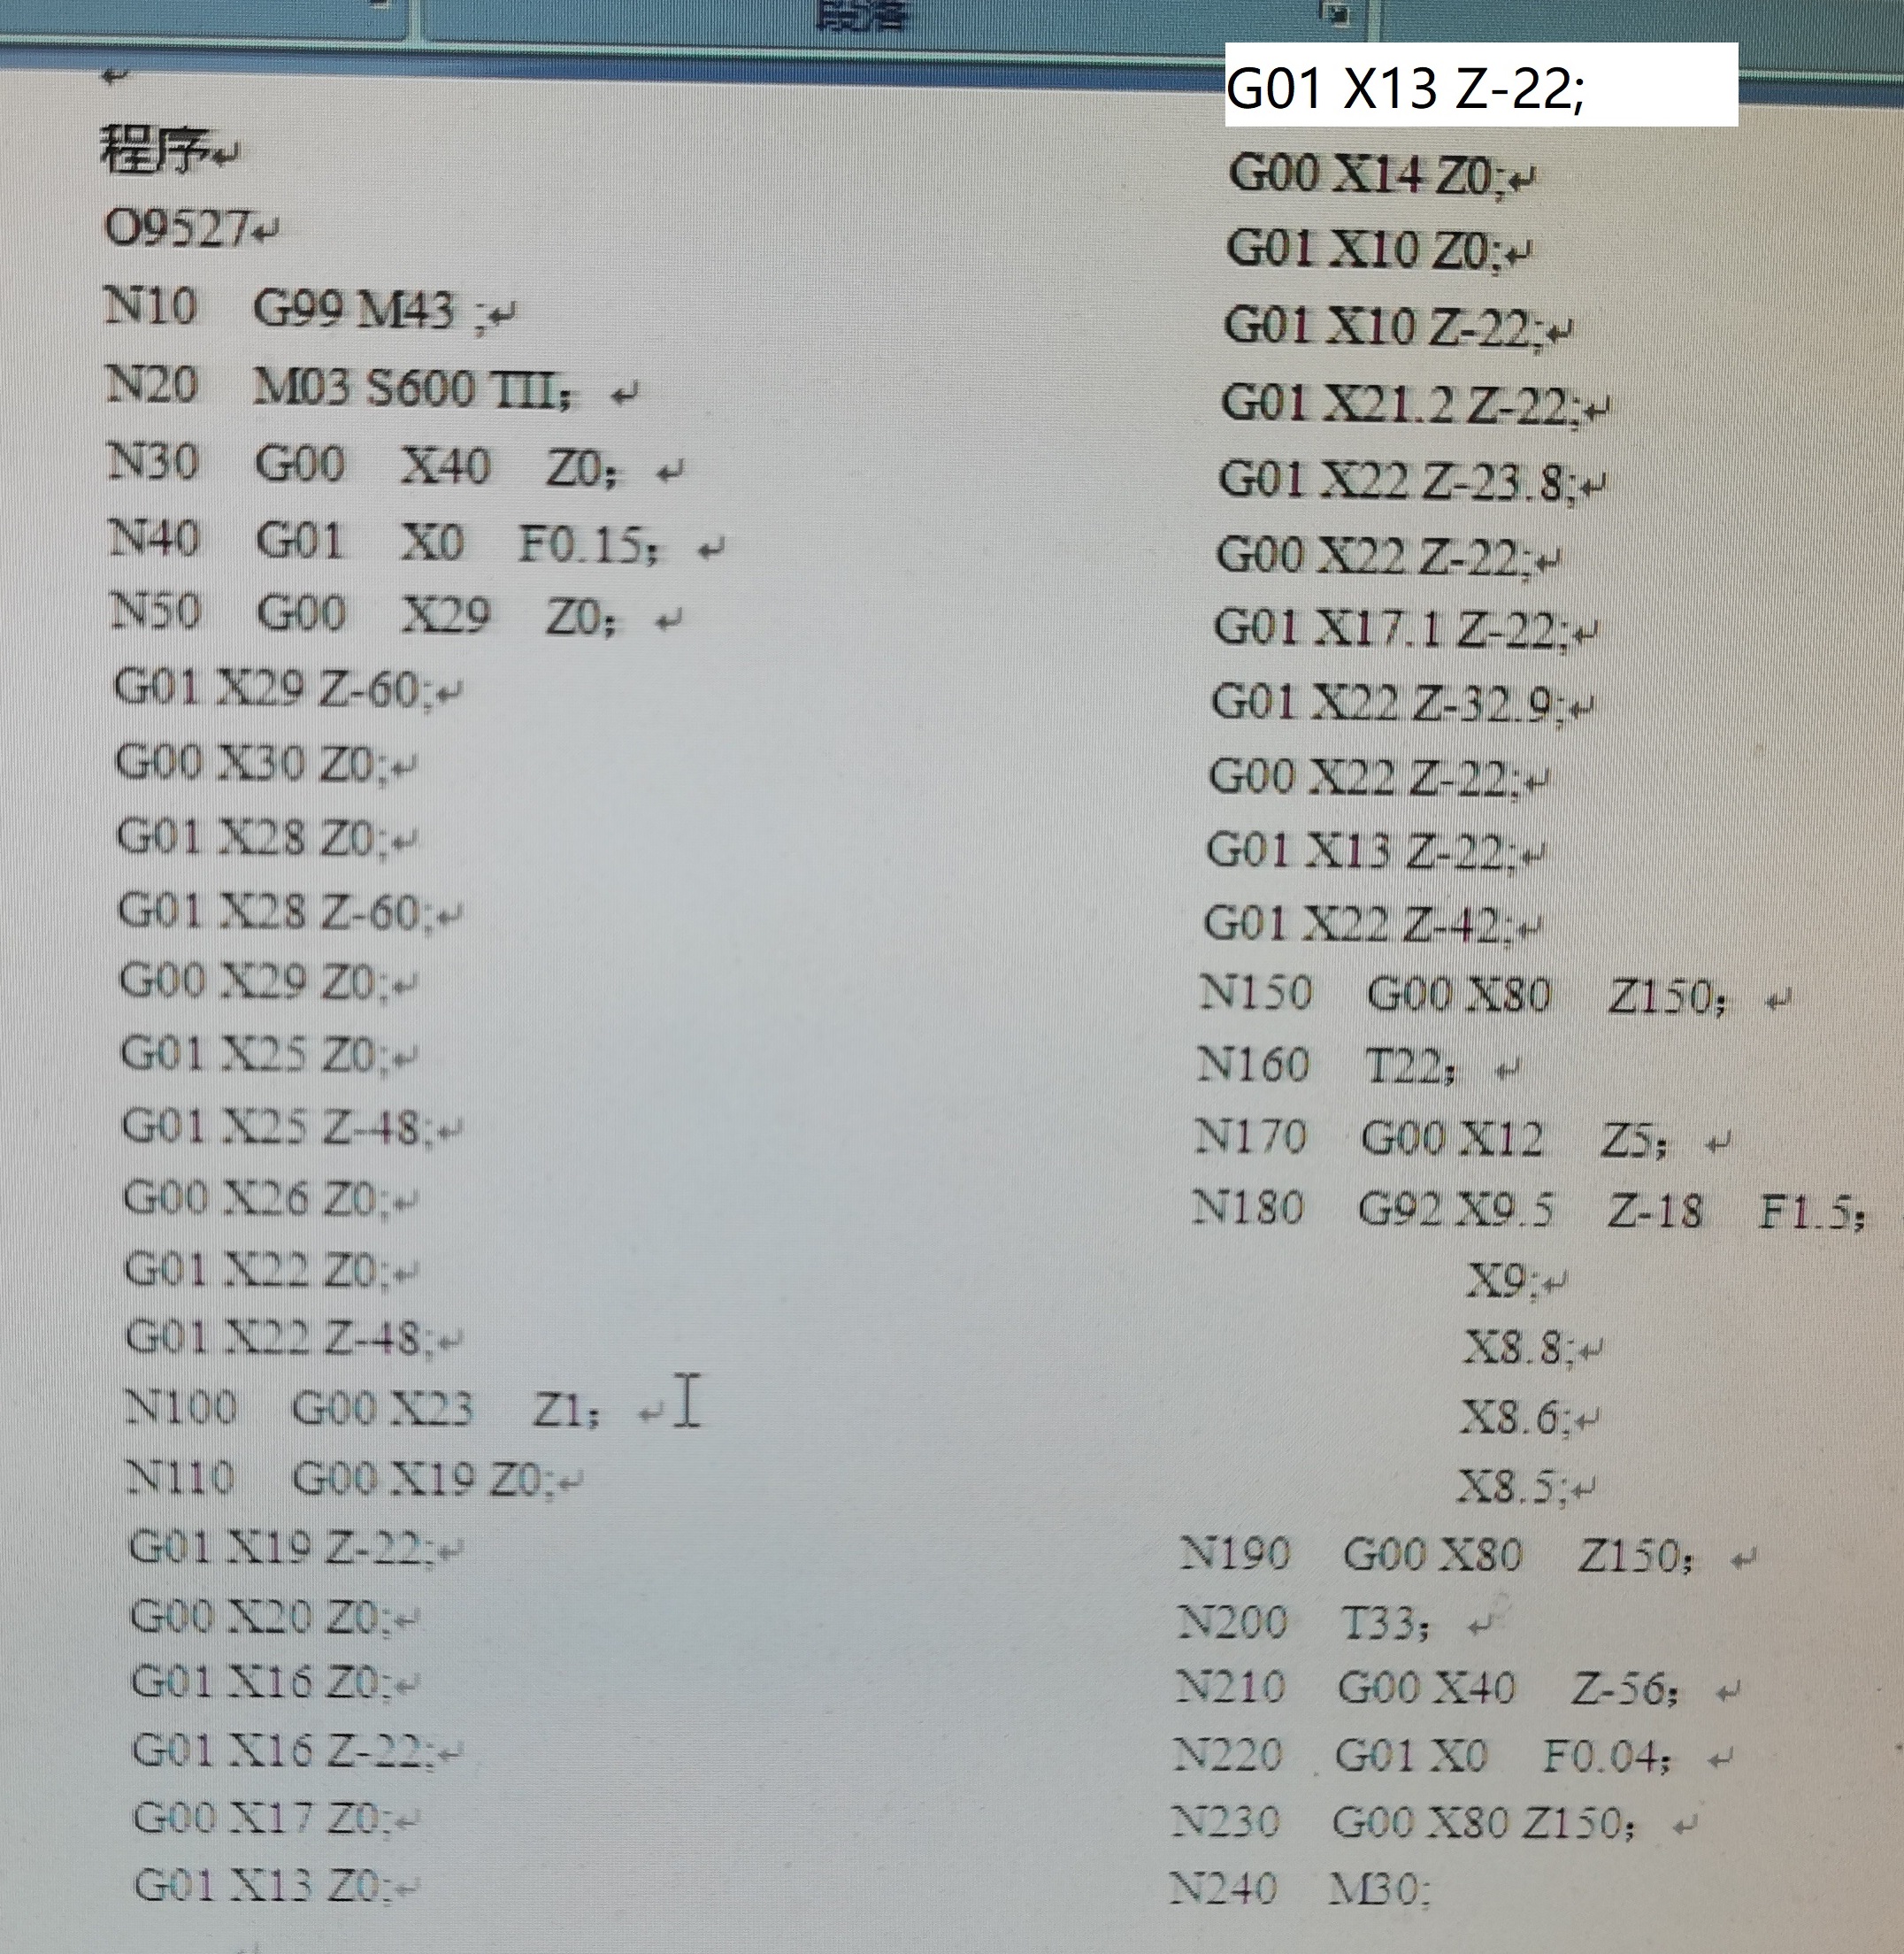 段落
程序
O9527
N10 G99 M43 ;
N20 M03 S600 TII；
N30 G00 X40 Z0；
N40 G01 X0 F0.15；
N50 G00 X29 Z0；
G01 X29 Z-60;
G00 X30 Z0;
G01 X28 Z0;
G01 X28 Z-60;
G00 X29 Z0;
G01 X25 Z0;
G01 X25 Z-48;
G00 X26 Z0;
G01 X22 Z0;
G01 X22 Z-48;
N100 G00 X23 Z1；
N110 G00 X19 Z0;
G01 X19 Z-22;
G00 X20 Z0;
G01 X16 Z0;
G01 X16 Z-22;
G00 X17 Z0;
G01 X13 Z0;
G01 X13 Z-22;
G00 X14 Z0;
G01 X10 Z0;
G01 X10 Z-22;
G01 X21.2 Z-22;
G01 X22 Z-23.8;
G00 X22 Z-22;
G01 X17.1 Z-22;
G01 X22 Z-32.9;
G00 X22 Z-22;
G01 X13 Z-22;
G01 X22 Z-42;
N150 G00 X80 Z150；
N160 T22；
N170 G00 X12 Z5；
N180 G92 X9.5 Z-18 F1.5；
X9;
X8.8;
X8.6;
X8.5;
N190 G00 X80 Z150；
N200 T33；
N210 G00 X40 Z-56；
N220 G01 X0 F0.04；
N230 G00 X80 Z150；
N240 M30;